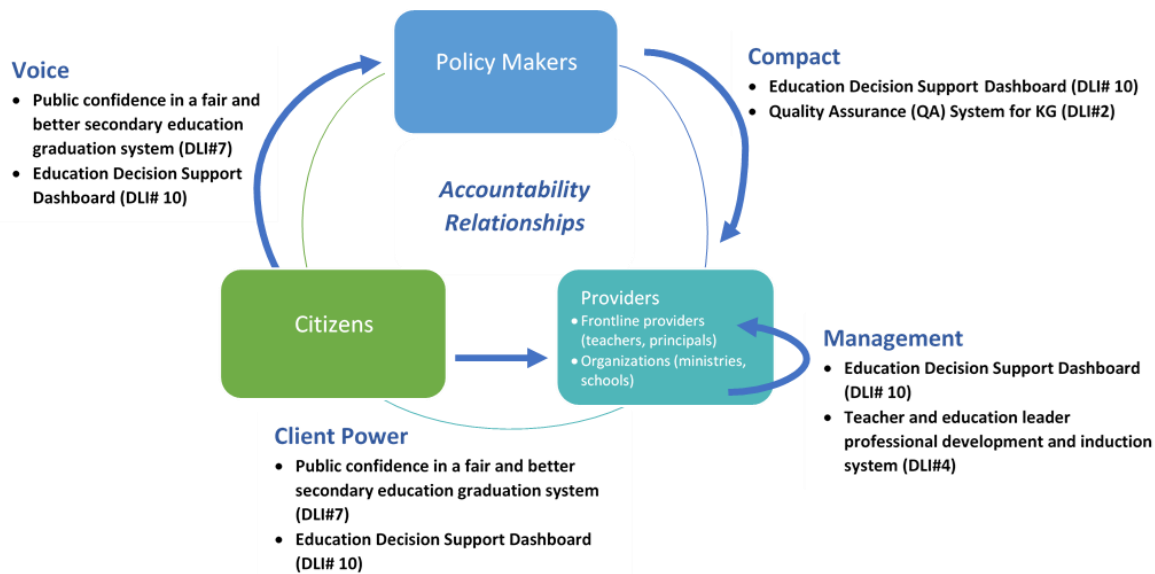 Policy Makers
Voice
• Public confidence in a fair and
better secondary education
graduation system (DLI#7)
• Education Decision Support
Dashboard (DLI# 10)
Compact
• Education Decision Support Dashboard (DLI# 10)
• Quality Assurance (QA) System for KG (DLI#2)
Accountability
Relationships
Citizens
Providers
• Frontline providers
(teachers, principals)
• Organizations (ministries,
schools)
Management
• Education Decision Support Dashboard
(DLI# 10)
• Teacher and education leader
professional development and induction
system (DLI#4)
Client Power
• Public confidence in a fair and better
secondary education graduation system
(DLI#7)
• Education Decision Support Dashboard
(DLI# 10)